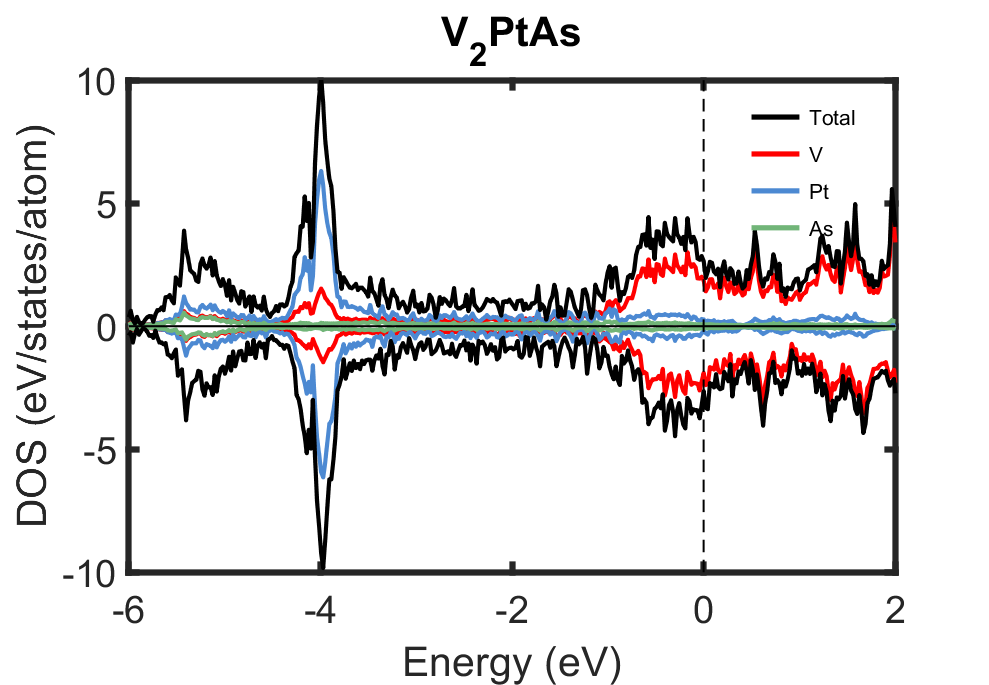 V2PtAs
10
5
0
-5
-10
DOS (eV/states/atom)
Total
V
Pt
As
-6
-4
-2
0
2
Energy (eV)